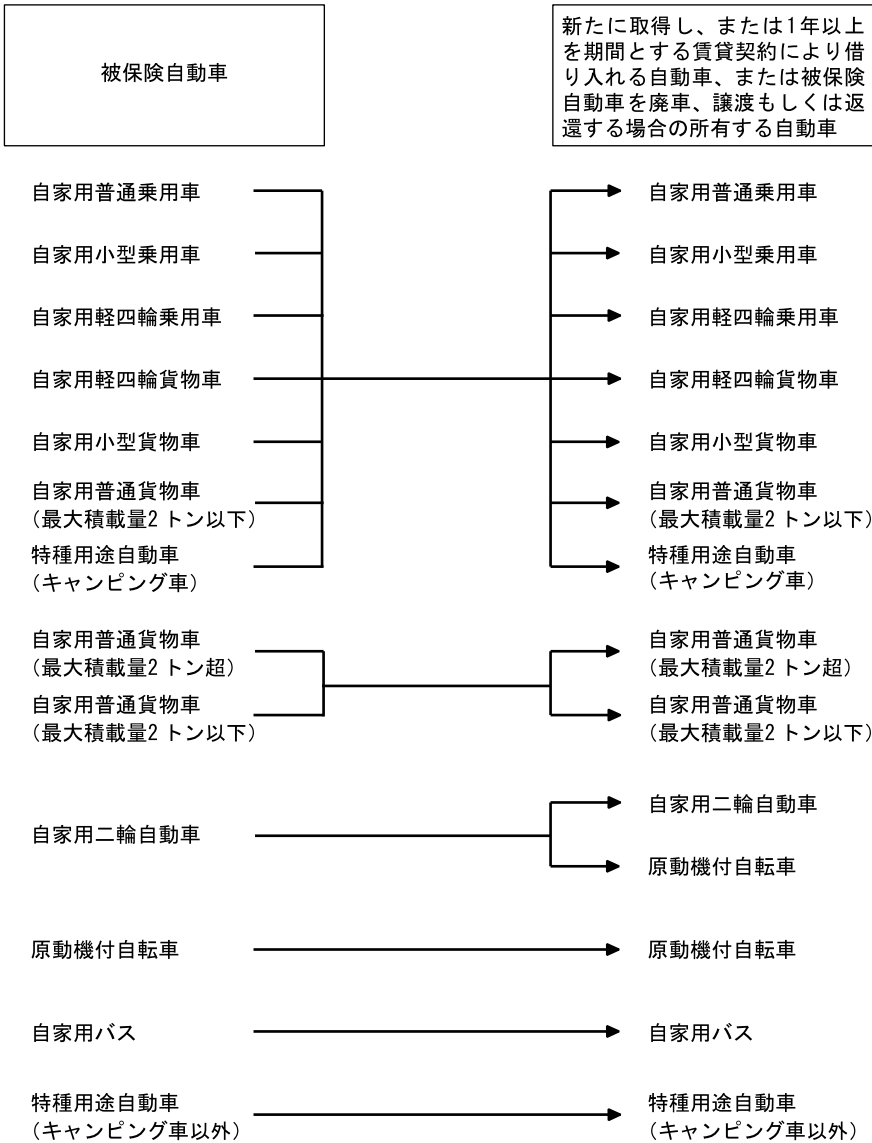 被保険自動車
新たに取得し、または1年以上
を期間とする賃貸契約により借
り入れる自動車、または被保険
自動車を廃車、譲渡もしくは返
還する場合の所有する自動車
自家用普通乗用車
自家用普通乗用車
自家用小型乗用車
自家用小型乗用車
自家用軽四輪乗用車
自家用軽四輪乗用車
自家用軽四輪貨物車
自家用軽四輪貨物車
自家用小型貨物車
自家用小型貨物車
自家用普通貨物車
(最大積載量2 トン以下)
自家用普通貨物車
(最大積載量2 トン以下)
特種用途自動車
(キャンピング車)
特種用途自動車
(キャンピング車)
自家用普通貨物車
(最大積載量2 トン超)
自家用普通貨物車
(最大積載量2 トン超)
自家用普通貨物車
(最大積載量2 トン以下)
自家用普通貨物車
(最大積載量2 トン以下)
自家用二輪自動車
自家用二輪自動車
原動機付自転車
原動機付自転車
原動機付自転車
自家用バス
自家用バス
特種用途自動車
(キャンピング車以外)
特種用途自動車
(キャンピング車以外)